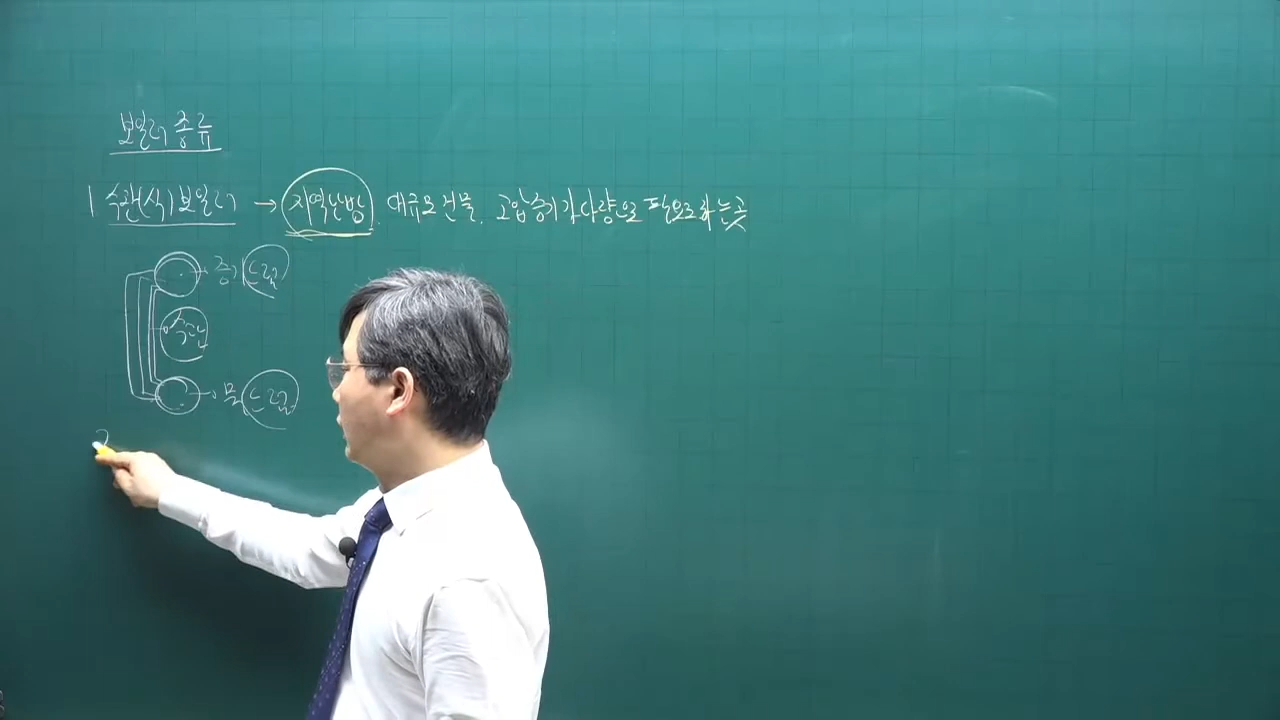 보일러 종류
1 수관(식)보일러 → 지역난방. 대규모 건물. 고압증기가 다량으로 필요로 하는 곳
증기 드럼
수관
물 드럼
2